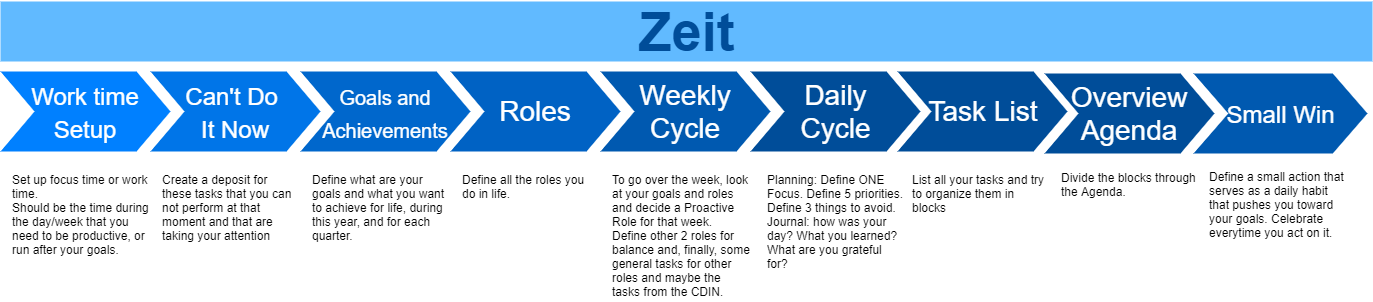 Zeit
Work time
Setup
Can't Do
It Now
Goals and
Achievements
Roles
Weekly
Cycle
Daily
Cycle
Task List
Overview
Agenda
Small Win
Set up focus time or work
time.
Should be the time during
the day/week that you
need to be productive, or
run after your goals.
Create a deposit for
these tasks that you can
not perform at that
moment and that are
taking your attention
Define what are your
goals and what you want
to achieve for life, during
this year, and for each
quarter.
Define all the roles you
do in life.
To go over the week, look
at your goals and roles
and decide a Proactive
Role for that week.
Define other 2 roles for
balance and, finally, some
general tasks for other
roles and maybe the
tasks from the CDIN.
Planning: Define ONE
Focus. Define 5 priorities.
Define 3 things to avoid.
Journal: how was your
day? What you learned?
What are you grateful
for?
List all your tasks and try
to organize them in
blocks
Divide the blocks through
the Agenda.
Define a small action that
serves as a daily habit
that pushes you toward
your goals. Celebrate
everytime you act on it.